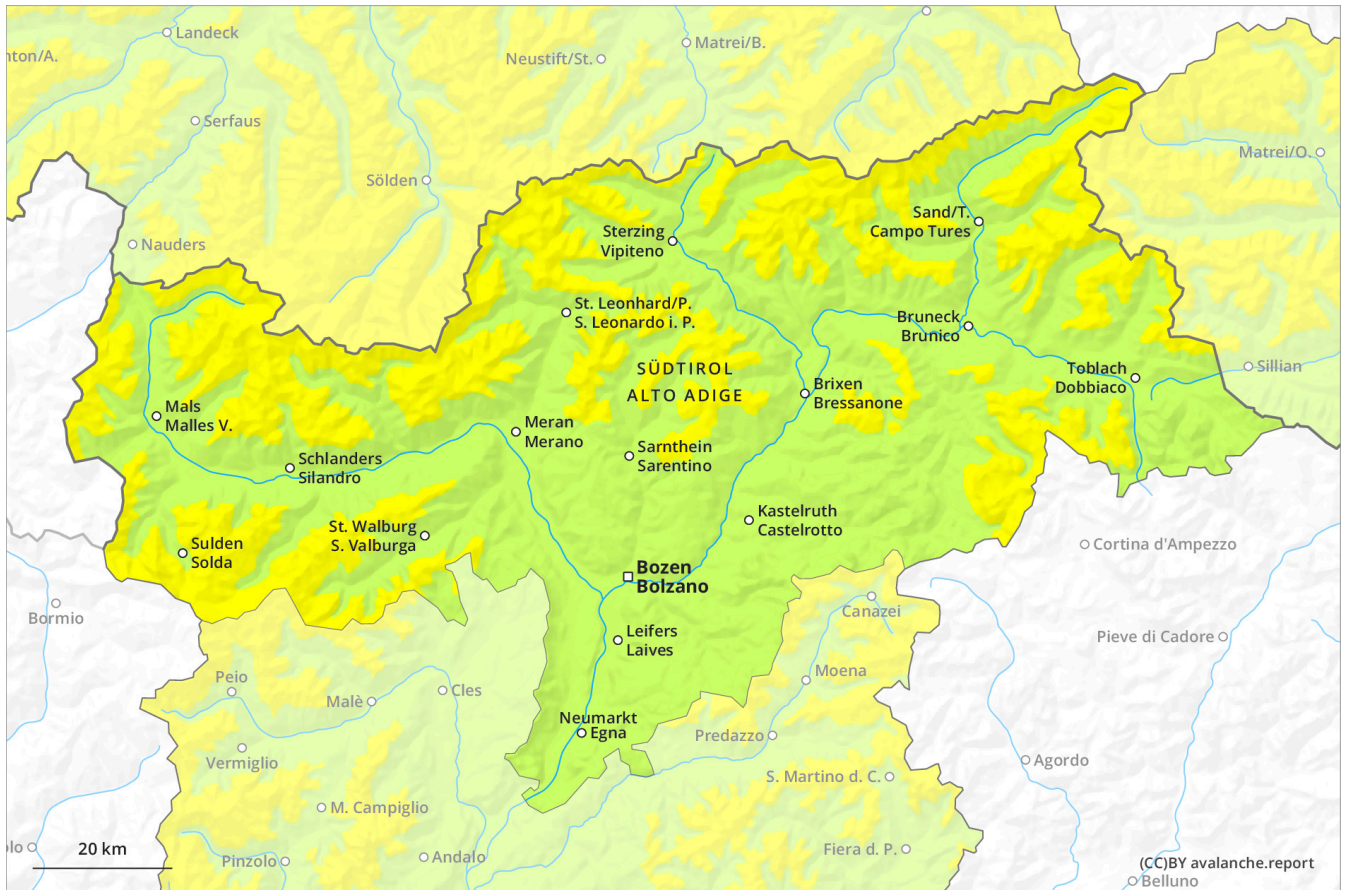 Landeck
Matrei/B.
nton/A.
Neustift/St.
Serfaus
Matrei/O.
Sölden
Sand/T.
Campo Tures
Sterzing
Vipiteno
Nauders
St. Leonhard/P.
S. Leonardo i. P.
Bruneck
Brunico
SÜDTIROL
ALTO ADIGE
Sillian
Toblach
Dobbiaco
Brixen
Bressanone
Mals
Malles V.
Meran
Merano
Sarnthein
Sarentino
Schlanders
Silandro
Kastelruth
Castelrotto
St. Walburg
S. Valburga
Sulden
Solda
Cortina d'Ampezzo
Bozen
Bolzano
Bormio
Canazei
Leifers
Laives
Pieve di Cadore
Peio
Moena
Cles
Malè
Neumarkt
Egna
Predazzo
Vermiglio
Agordo
S. Martino d. C.
M. Campiglio
20 km
lo
Pinzolo
Andalo
Fiera d. P.
(CC)BY avalanche.report
Belluno